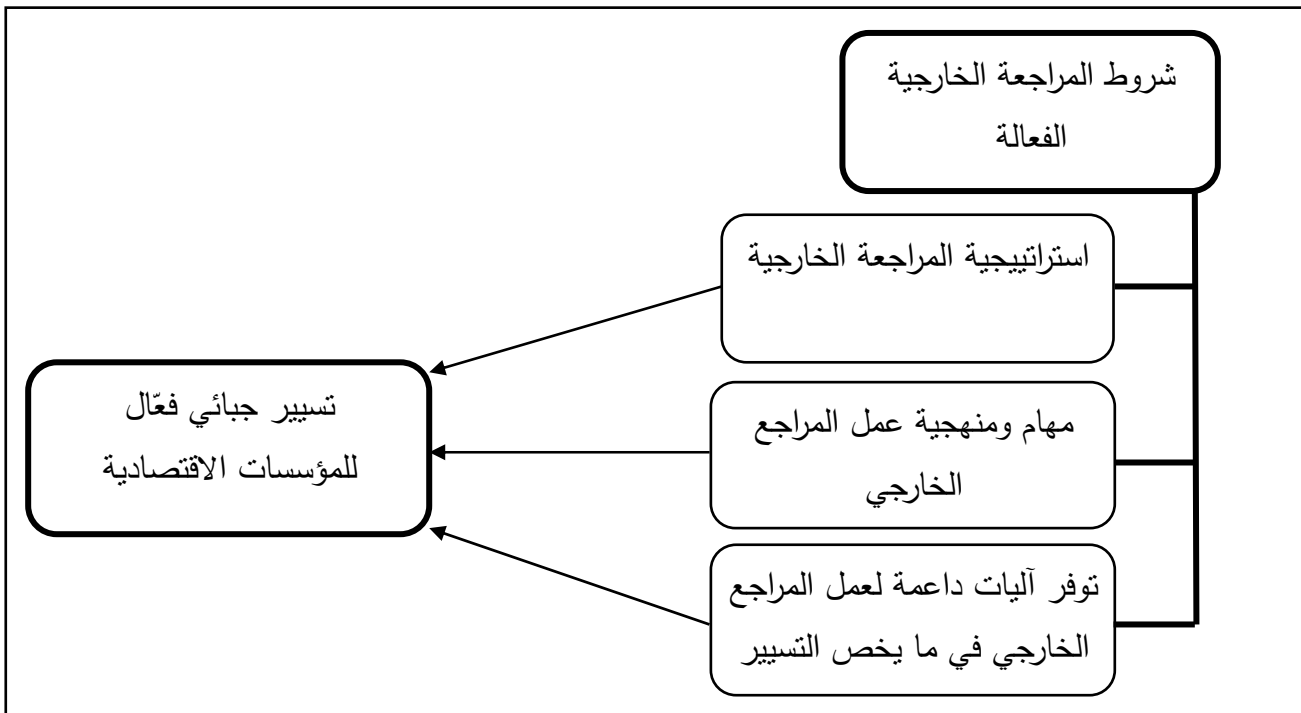 شروط المراجعة الخارجية
الفعالة
استراتييجية المراجعة الخارجية
مهام ومنهجية عمل المراجع
الخارجي
توفر آليات داعمة لعمل المراجع
الخارجي في ما يخص التسيير
تسيير جبائي فعّال
للمؤسسات الاقتصادية